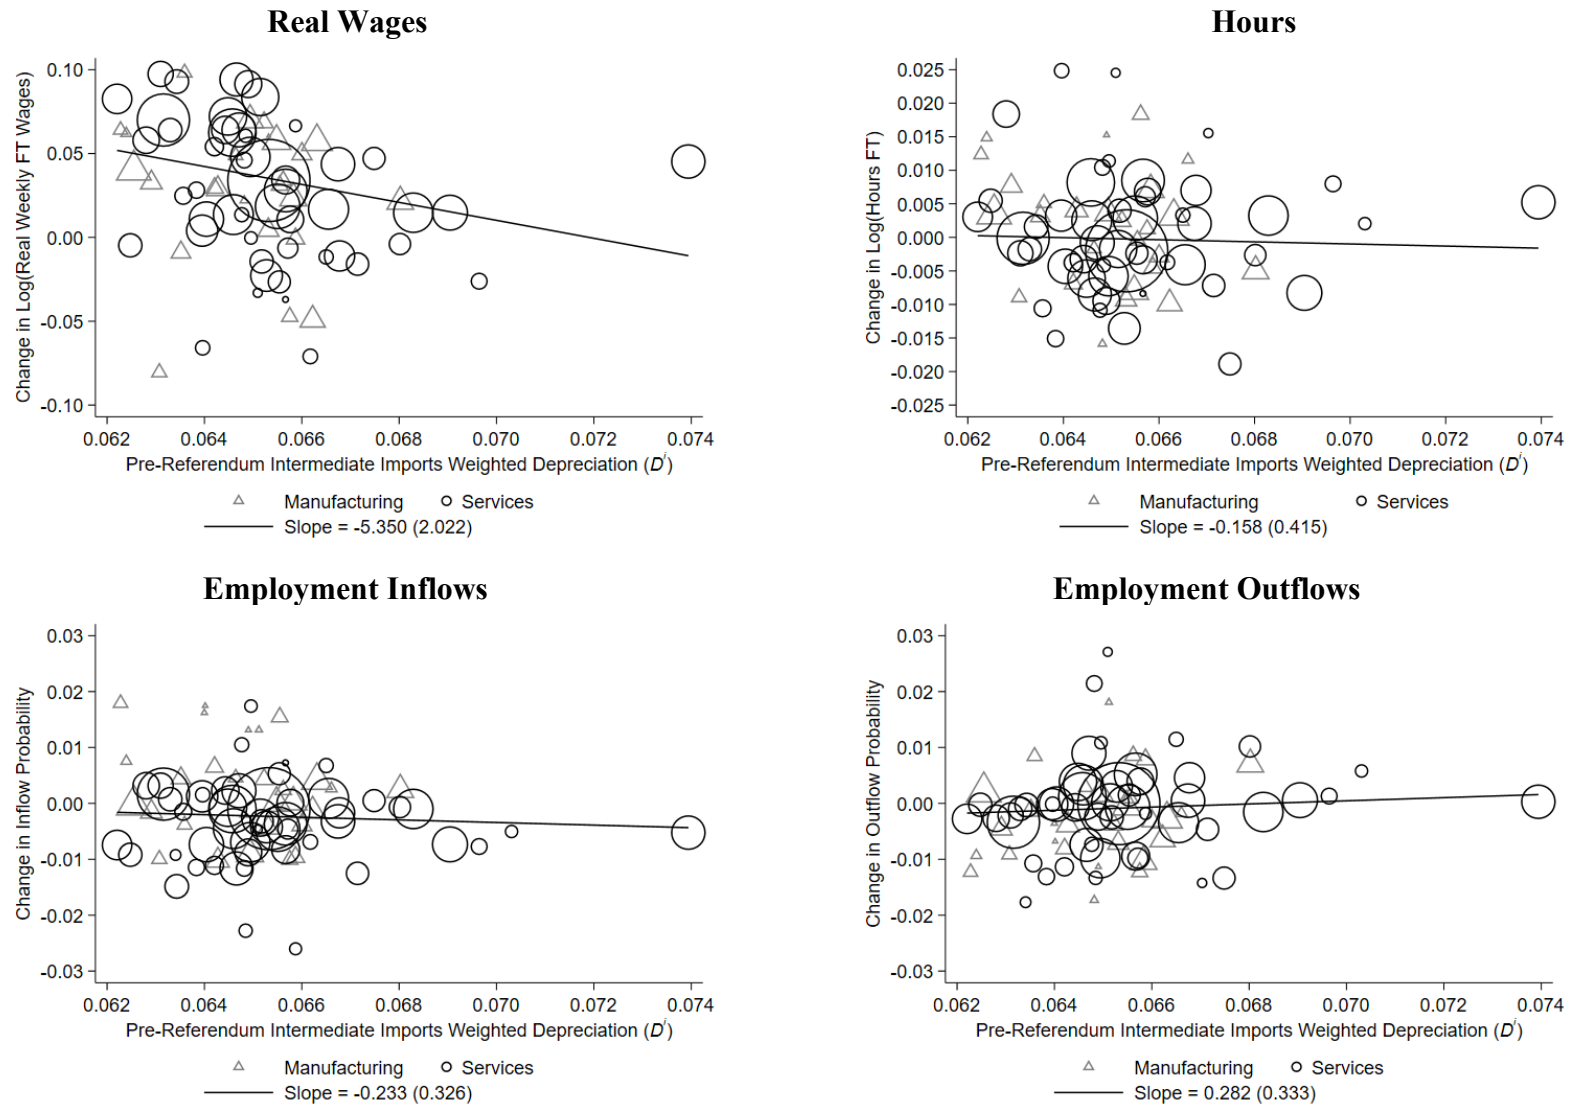 Real Wages
Change in Log(Real Weekly FT Wages)
0.10
0.05
0.00
-0.05
-0.10
0.062 0.064 0.066 0.068 0.070 0.072 0.074
Pre-Referendum Intermediate Imports Weighted Depreciation (Dⁱ)
Manufacturing Services
Slope = -5.350 (2.022)
Hours
Change in Log(Hours FT)
0.025
0.020
0.015
0.010
0.005
0.000
-0.005
-0.010
-0.015
-0.020
-0.025
0.062 0.064 0.066 0.068 0.070 0.072 0.074
Pre-Referendum Intermediate Imports Weighted Depreciation (Dⁱ)
Manufacturing Services
Slope = -0.158 (0.415)
Employment Inflows
Change in Inflow Probability
0.03
0.02
0.01
0.00
-0.01
-0.02
-0.03
0.062 0.064 0.066 0.068 0.070 0.072 0.074
Pre-Referendum Intermediate Imports Weighted Depreciation (Dⁱ)
Manufacturing Services
Slope = -0.233 (0.326)
Employment Outflows
Change in Outflow Probability
0.03
0.02
0.01
0.00
-0.01
-0.02
-0.03
0.062 0.064 0.066 0.068 0.070 0.072 0.074
Pre-Referendum Intermediate Imports Weighted Depreciation (Dⁱ)
Manufacturing Services
Slope = 0.282 (0.333)